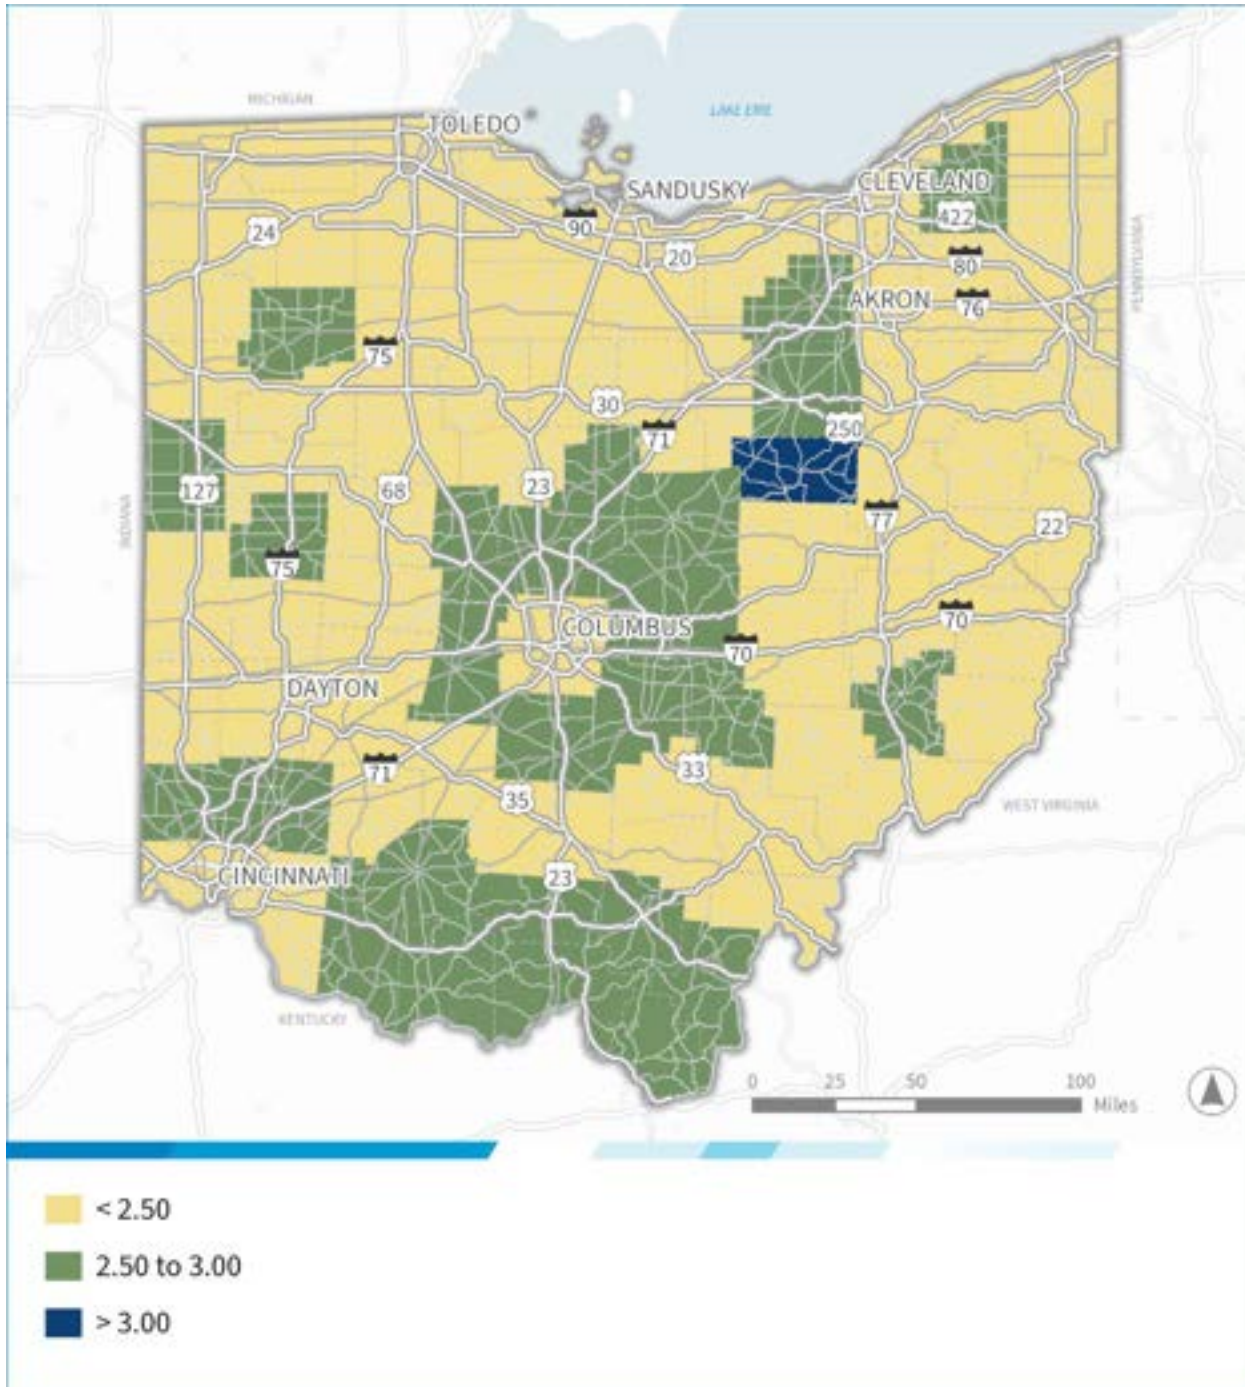 MICHIGAN
LAKE ERIE
TOLEDO
SANDUSKY
CLEVELAND
422
24
90
20
80
PENNSYLVANIA
AKRON
76
75
30
71
250
127
68
23
77
22
INDIANA
75
COLUMBUS
70
70
DAYTON
71
33
35
WEST VIRGINIA
CINCINNATI
23
KENTUCKY
0 25 50 100
Miles
< 2.50
2.50 to 3.00
> 3.00